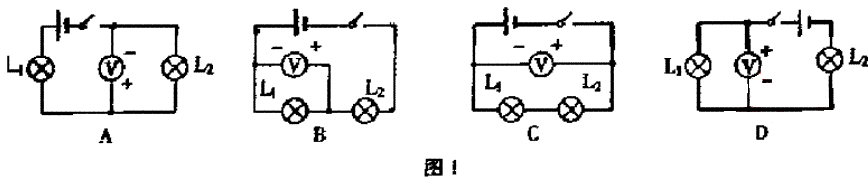 − + − + − +
L₁ V L₂ V V L₁ V L₂
+ L₁ L₂ L₁ L₂ −
A B C D
图 1